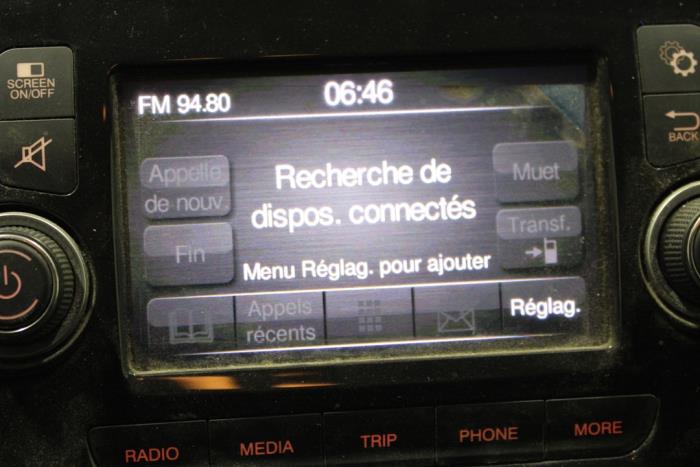 SCREEN
ON/OFF
FM 94.80
06:46
BACK
Appelle
de nouv.
Recherche de
dispos. connectés
Muet
Transf.
Fin
Menu Réglag. pour ajouter
Appels
récents
Réglag.
RADIO
MEDIA
TRIP
PHONE
MORE